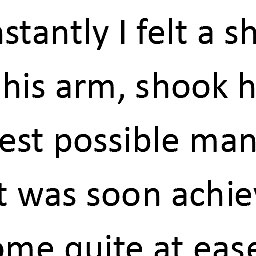 nstantly I felt a sh
his arm, shook h
est possible man
t was soon achiev
ome quite at ease